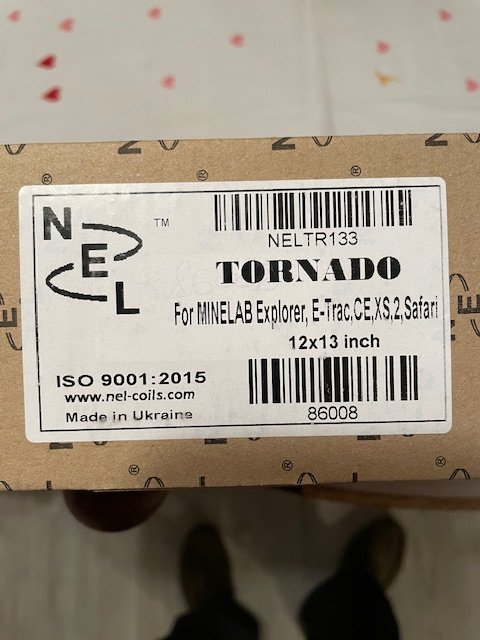 NEL ™
NELTR133
TORNADO
For MINELAB Explorer, E-Trac,CE,XS,2,Safari
12x13 inch
ISO 9001:2015
www.nel-coils.com
Made in Ukraine
86008